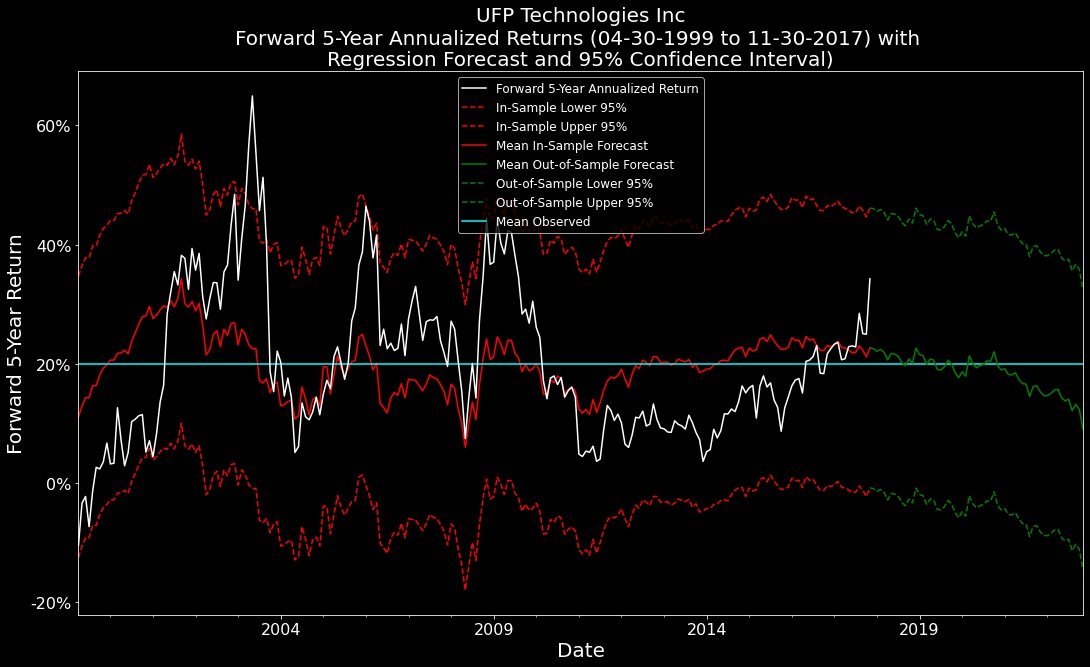 UFP Technologies Inc
Forward 5-Year Annualized Returns (04-30-1999 to 11-30-2017) with
Regression Forecast and 95% Confidence Interval)
Forward 5-Year Annualized Return
In-Sample Lower 95%
In-Sample Upper 95%
Mean In-Sample Forecast
Mean Out-of-Sample Forecast
Out-of-Sample Lower 95%
Out-of-Sample Upper 95%
Mean Observed
Forward 5-Year Return
60%
40%
20%
0%
-20%
2004
2009
2014
2019
Date